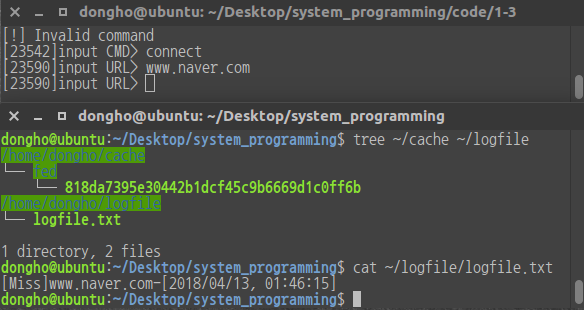 dongho@ubuntu: ~/Desktop/system_programming/code/1-3
[!] Invalid command
[23542]input CMD> connect
[23590]input URL> www.naver.com
[23590]input URL>
dongho@ubuntu: ~/Desktop/system_programming
dongho@ubuntu:~/Desktop/system_programming$ tree ~/cache ~/logfile
/home/dongho/cache
└── fed
    └── 818da7395e30442b1dcf45c9b6669d1c0ff6b
/home/dongho/logfile
└── logfile.txt
1 directory, 2 files
dongho@ubuntu:~/Desktop/system_programming$ cat ~/logfile/logfile.txt
[Miss]www.naver.com-[2018/04/13, 01:46:15]
dongho@ubuntu:~/Desktop/system_programming$